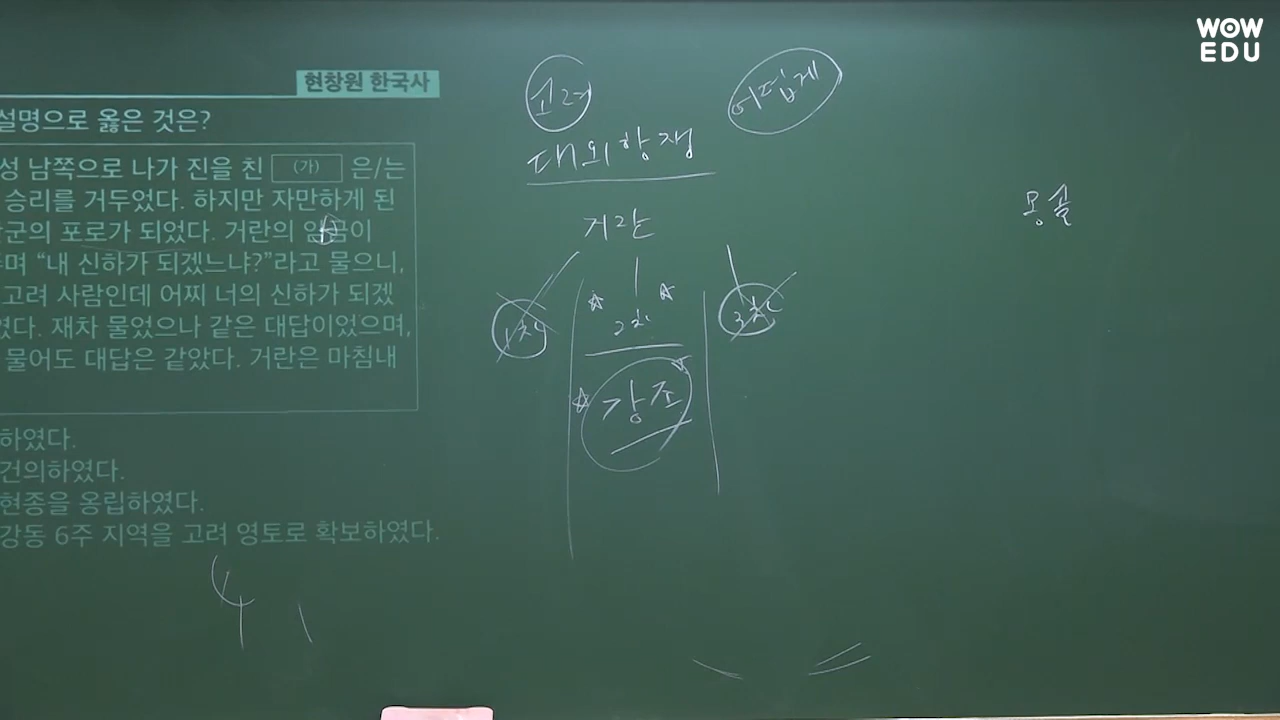 WOW
EDU
현창원 한국사
설명으로 옳은 것은?
성 남쪽으로 나가 진을 친 (가) 은/는
승리를 거두었다. 하지만 자만하게 된
군의 포로가 되었다. 거란의 임금이
며 “내 신하가 되겠느냐?”라고 물으니,
고려 사람인데 어찌 너의 신하가 되겠
였다. 재차 물었으나 같은 대답이었으며,
물어도 대답은 같았다. 거란은 마침내
하였다.
건의하였다.
현종을 옹립하였다.
강동 6주 지역을 고려 영토로 확보하였다.
고려
어떻게
대외항쟁
거란
몽골
1차
2차
3차
강조